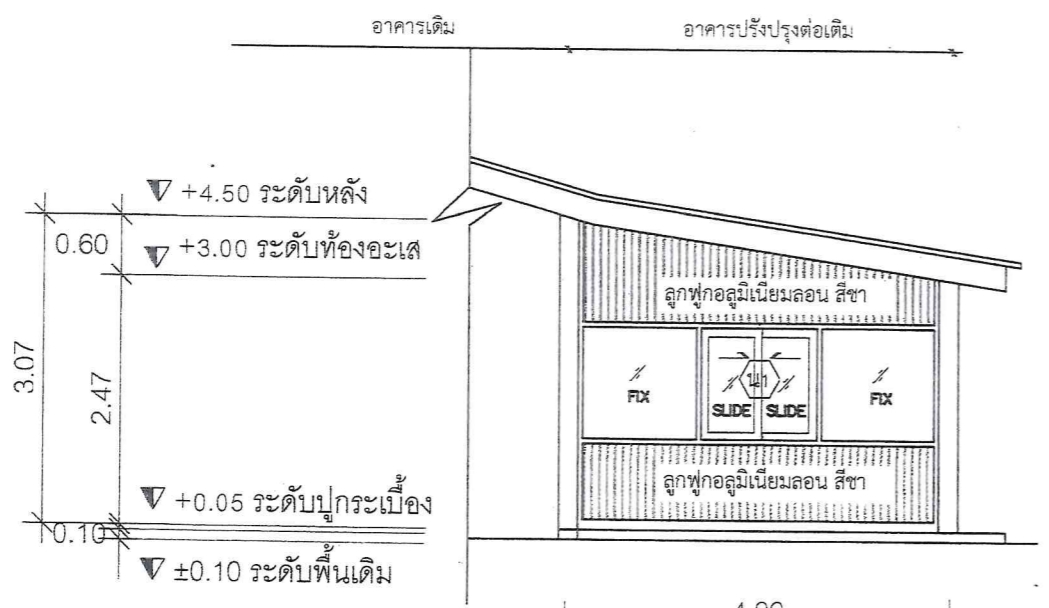 อาคารเดิม
อาคารปรังปรุงต่อเติม
+4.50 ระดับหลัง
0.60
+3.00 ระดับท้องอะเส
ลูกฟูกอลูมิเนียมลอน สีชา
3.07
2.47
FIX
น1
SLIDE SLIDE
FIX
+0.05 ระดับปูกระเบื้อง
ลูกฟูกอลูมิเนียมลอน สีชา
0.10
±0.10 ระดับพื้นเดิม